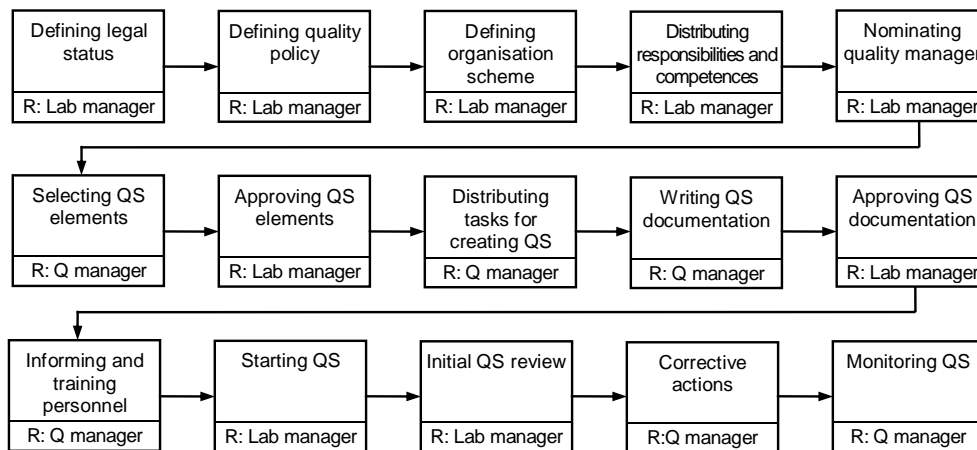 Defining legal
status
R: Lab manager
Defining quality
policy
R: Lab manager
Defining
organisation
scheme
R: Lab manager
Distributing
responsibilities and
competences
R: Lab manager
Nominating
quality manager
R: Lab manager
Selecting QS
elements
R: Q manager
Approving QS
elements
R: Lab manager
Distributing
tasks for
creating QS
R: Q manager
Writing QS
documentation
R: Q manager
Approving QS
documentation
R: Lab manager
Informing and
training
personnel
R: Q manager
Starting QS
R: Lab manager
Initial QS review
R: Lab manager
Corrective
actions
R:Q manager
Monitoring QS
R: Q manager